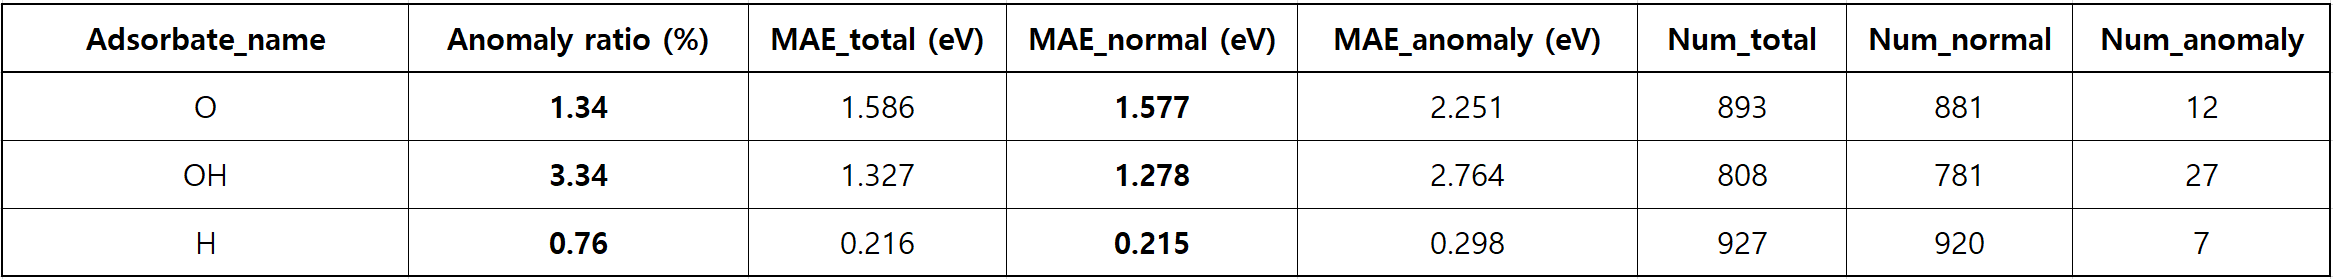 Adsorbate_name Anomaly ratio (%) MAE_total (eV) MAE_normal (eV) MAE_anomaly (eV) Num_total Num_normal Num_anomaly
O 1.34 1.586 1.577 2.251 893 881 12
OH 3.34 1.327 1.278 2.764 808 781 27
H 0.76 0.216 0.215 0.298 927 920 7